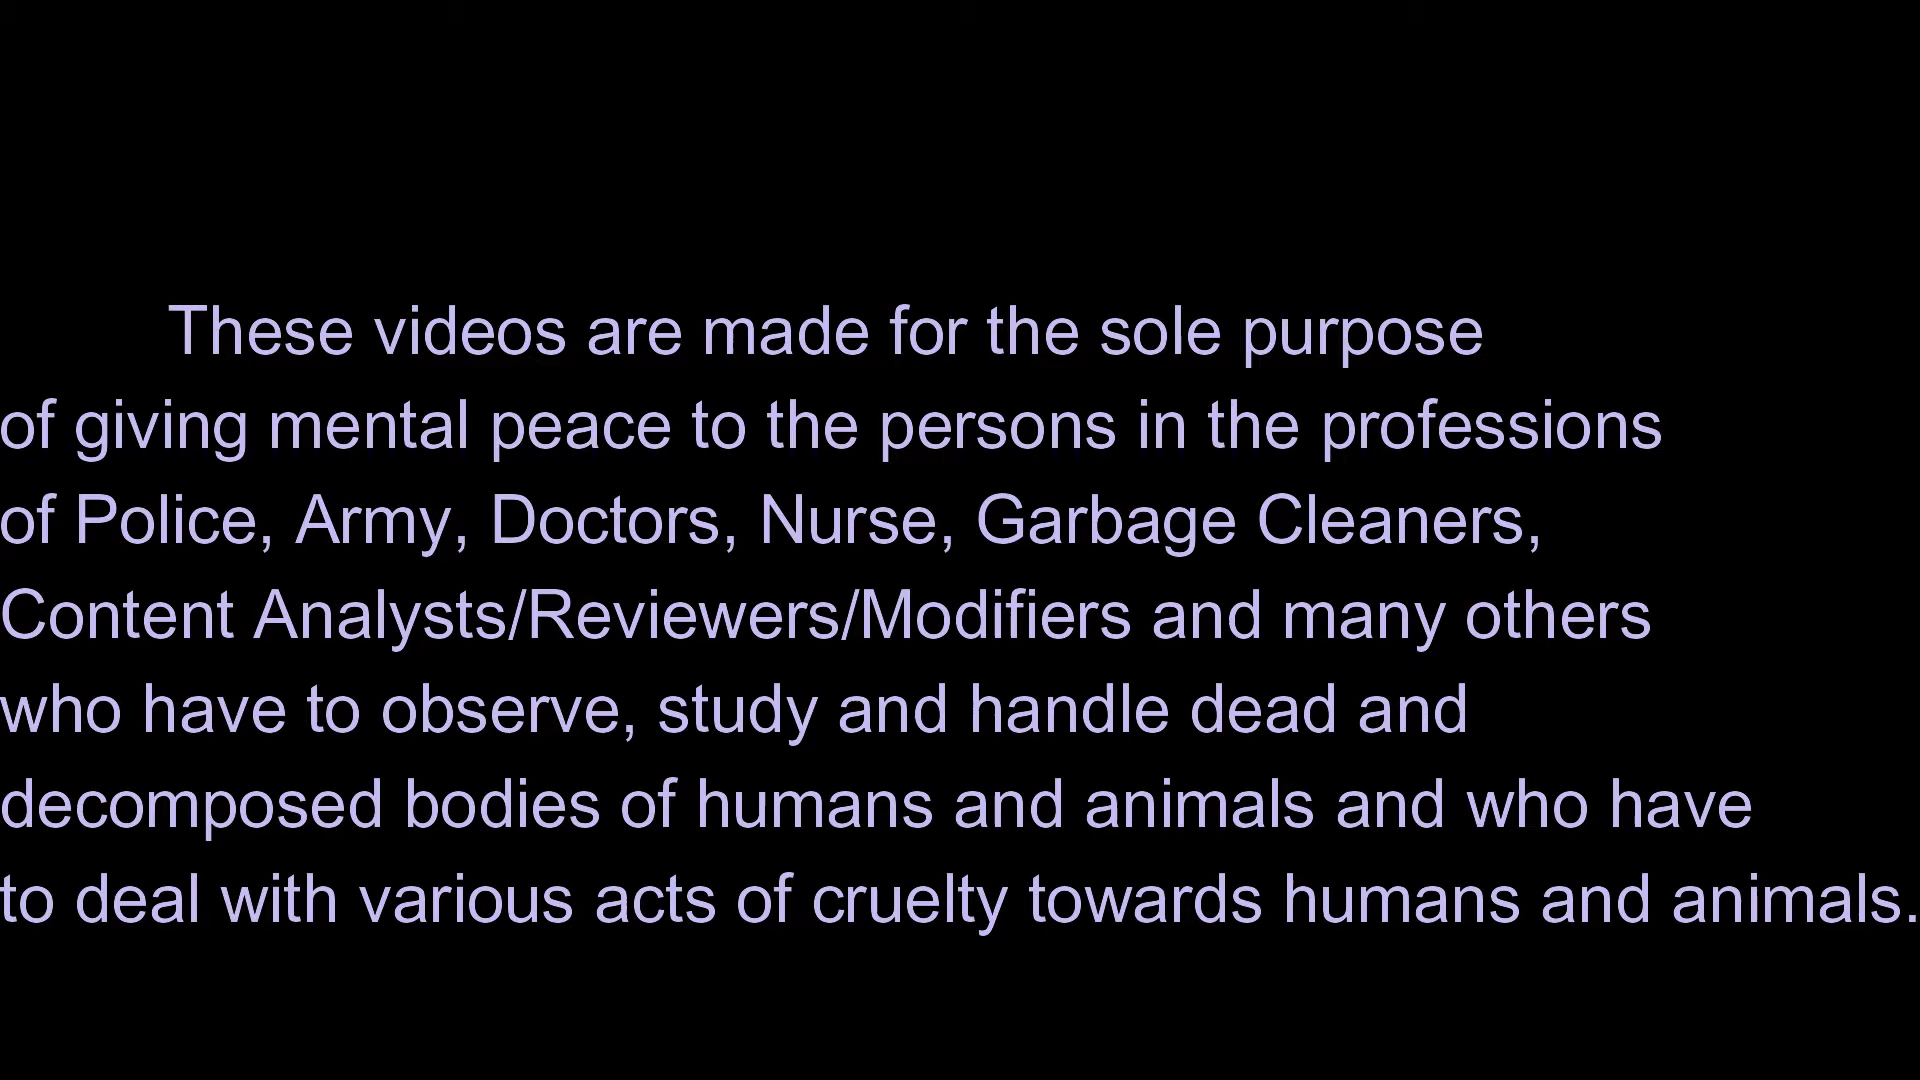 These videos are made for the sole purpose
of giving mental peace to the persons in the professions
of Police, Army, Doctors, Nurse, Garbage Cleaners,
Content Analysts/Reviewers/Modifiers and many others
who have to observe, study and handle dead and
decomposed bodies of humans and animals and who have
to deal with various acts of cruelty towards humans and animals.